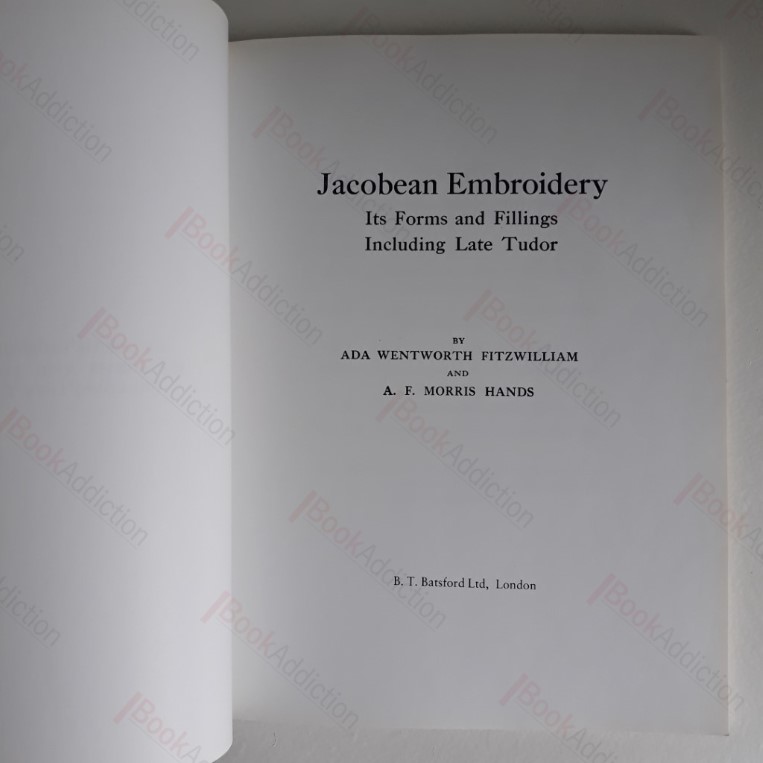 Jacobean Embroidery
Its Forms and Fillings
Including Late Tudor
BY
ADA WENTWORTH FITZWILLIAM
AND
A. F. MORRIS HANDS
B. T. Batsford Ltd, London
BookAddiction